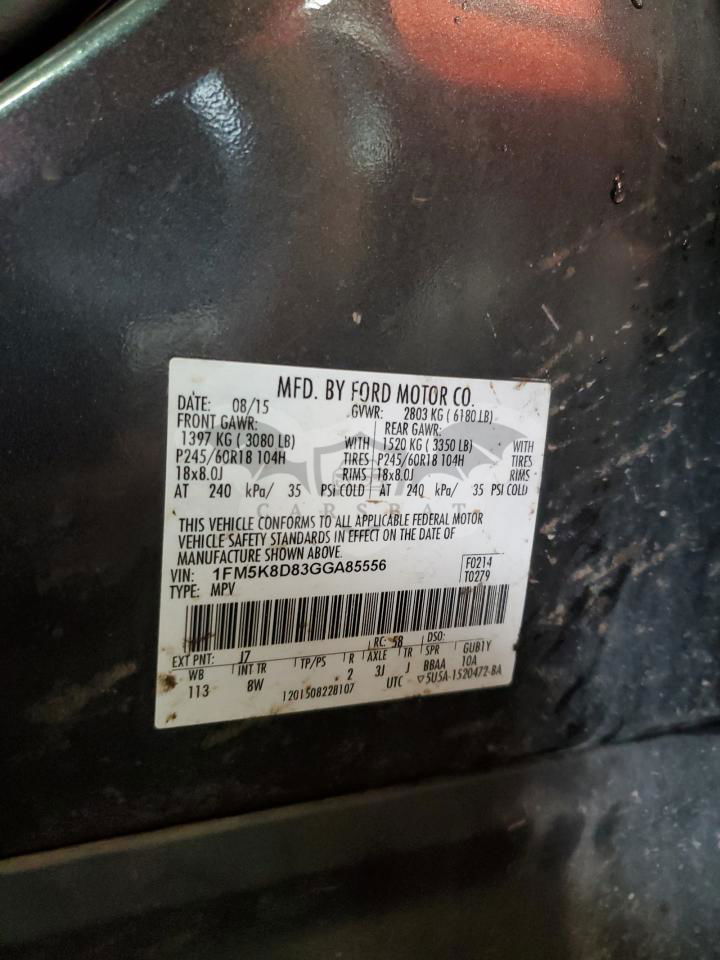 MFD. BY FORD MOTOR CO.
DATE: 08/15 GVWR: 2803 KG ( 6180 LB)
FRONT GAWR: REAR GAWR:
1397 KG ( 3080 LB) WITH 1520 KG ( 3350 LB) WITH
P245/60R18 104H TIRES P245/60R18 104H TIRES
18x8.0J RIMS 18x8.0J RIMS
AT 240 kPa/ 35 PSI COLD AT 240 kPa/ 35 PSI COLD
CARSBAT
THIS VEHICLE CONFORMS TO ALL APPLICABLE FEDERAL MOTOR
VEHICLE SAFETY STANDARDS IN EFFECT ON THE DATE OF
MANUFACTURE SHOWN ABOVE.
VIN: 1FM5K8D83GGA85556 F0214
TYPE: MPV T0279
EXT PNT: J7 RC: 58 DSO:
WB INT TR TP/PS R AXLE TR SPR GUB1Y
113 8W 2 3J J BBAA 10A
1201508228107 UTC ▽5U5A-1520472-BA